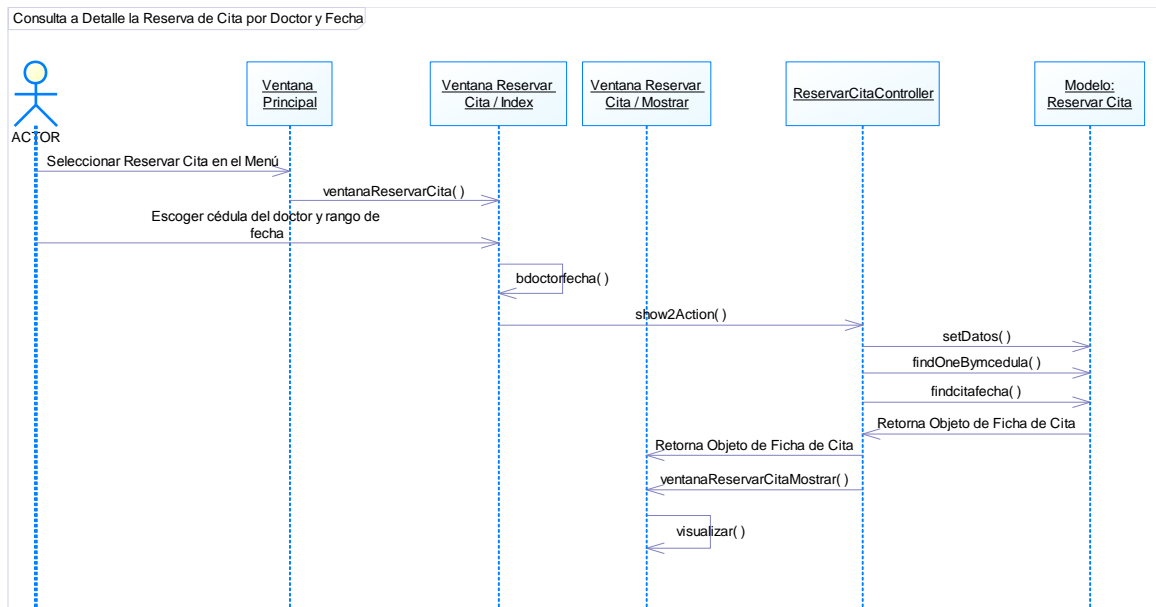 Consulta a Detalle la Reserva de Cita por Doctor y Fecha
ACTOR
Ventana
Principal
Ventana Reservar
Cita / Index
Ventana Reservar
Cita / Mostrar
ReservarCitaController
Modelo:
Reservar Cita
Seleccionar Reservar Cita en el Menú
ventanaReservarCita( )
Escoger cédula del doctor y rango de
fecha
bdoctorfecha( )
show2Action( )
setDatos( )
findOneBymcedula( )
findcitafecha( )
Retorna Objeto de Ficha de Cita
Retorna Objeto de Ficha de Cita
ventanaReservarCitaMostrar( )
visualizar( )